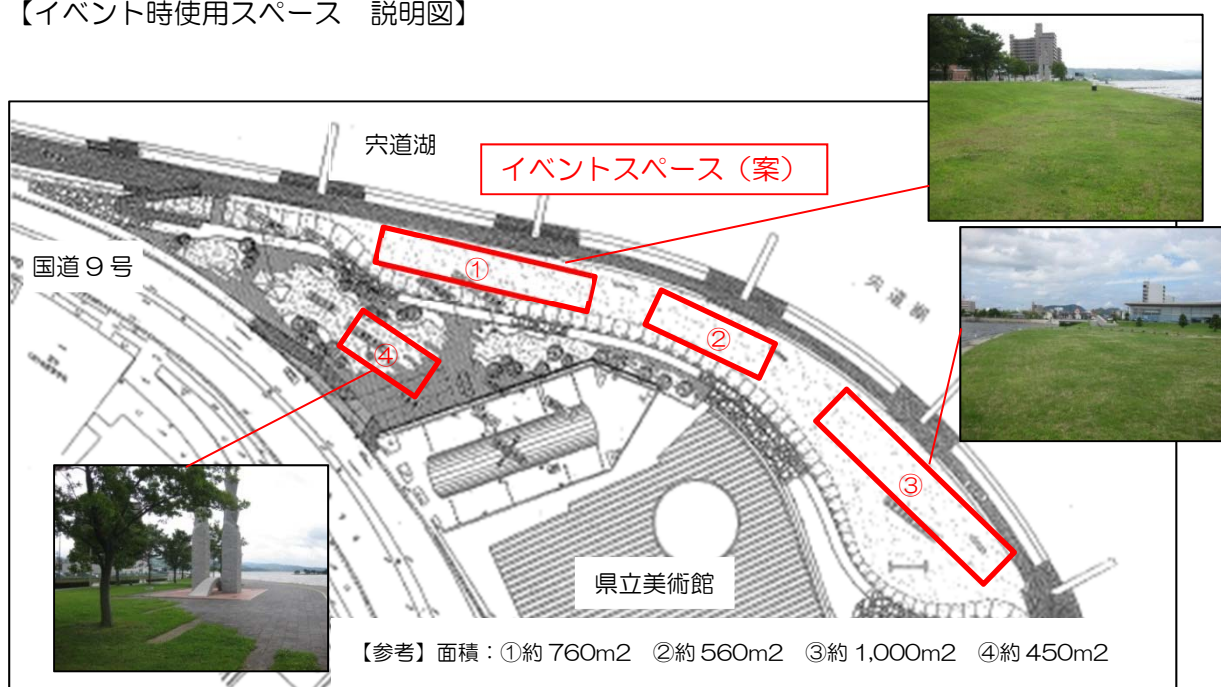 【イベント時使用スペース　説明図】
宍道湖
イベントスペース（案）
国道９号
宍道湖
①
②
④
③
県立美術館
【参考】面積：①約 760m2　②約 560m2　③約 1,000m2　④約 450m2